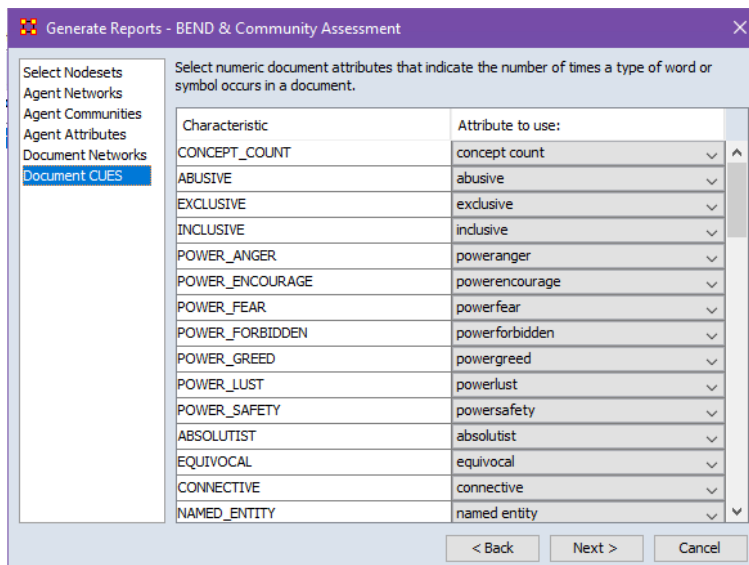 Generate Reports - BEND & Community Assessment
Select Nodesets
Agent Networks
Agent Communities
Agent Attributes
Document Networks
Document CUES
Select numeric document attributes that indicate the number of times a type of word or
symbol occurs in a document.
Characteristic Attribute to use:
CONCEPT_COUNT concept count
ABUSIVE abusive
EXCLUSIVE exclusive
INCLUSIVE inclusive
POWER_ANGER poweranger
POWER_ENCOURAGE powerencourage
POWER_FEAR powerfear
POWER_FORBIDDEN powerforbidden
POWER_GREED powergreed
POWER_LUST powerlust
POWER_SAFETY powersafety
ABSOLUTIST absolutist
EQUIVOCAL equivocal
CONNECTIVE connective
NAMED_ENTITY named entity
< Back Next > Cancel